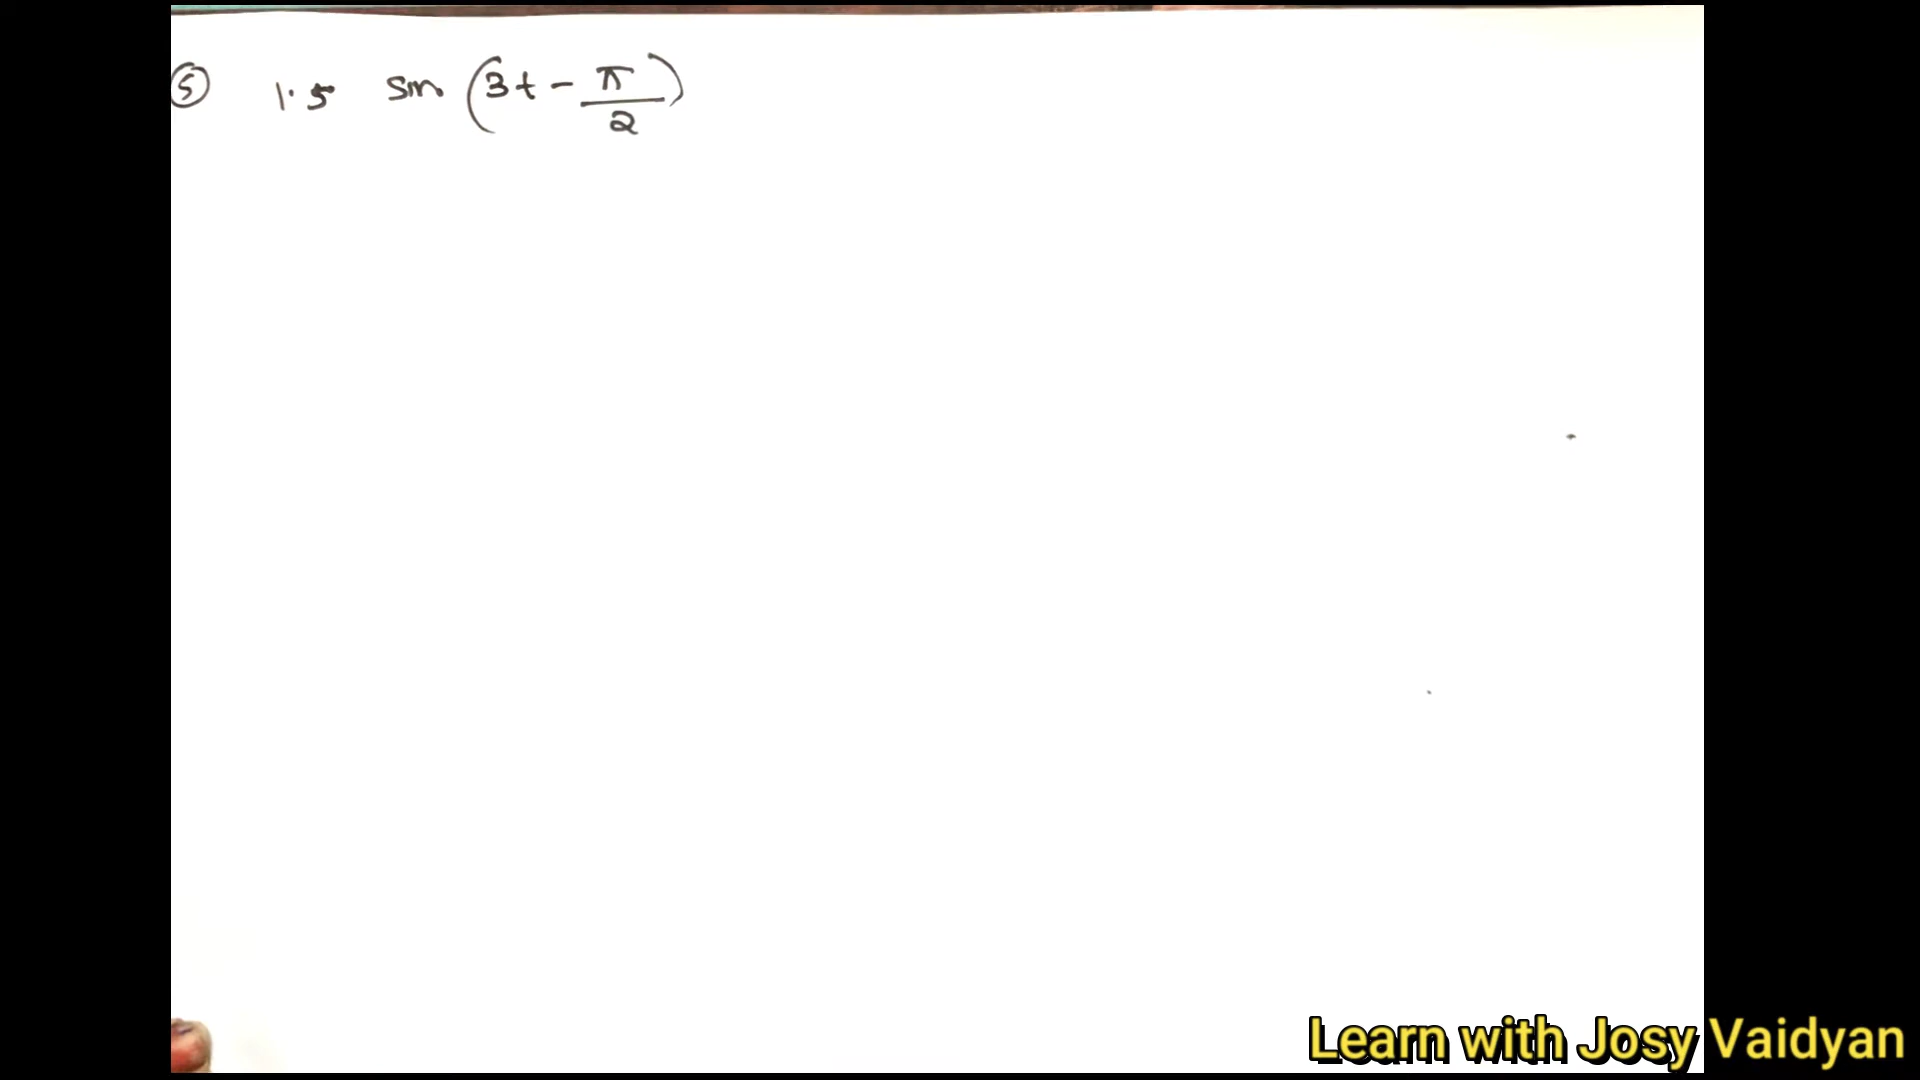 ⑤ 1.5 sin (3t - π/2)
Learn with Josy Vaidyan